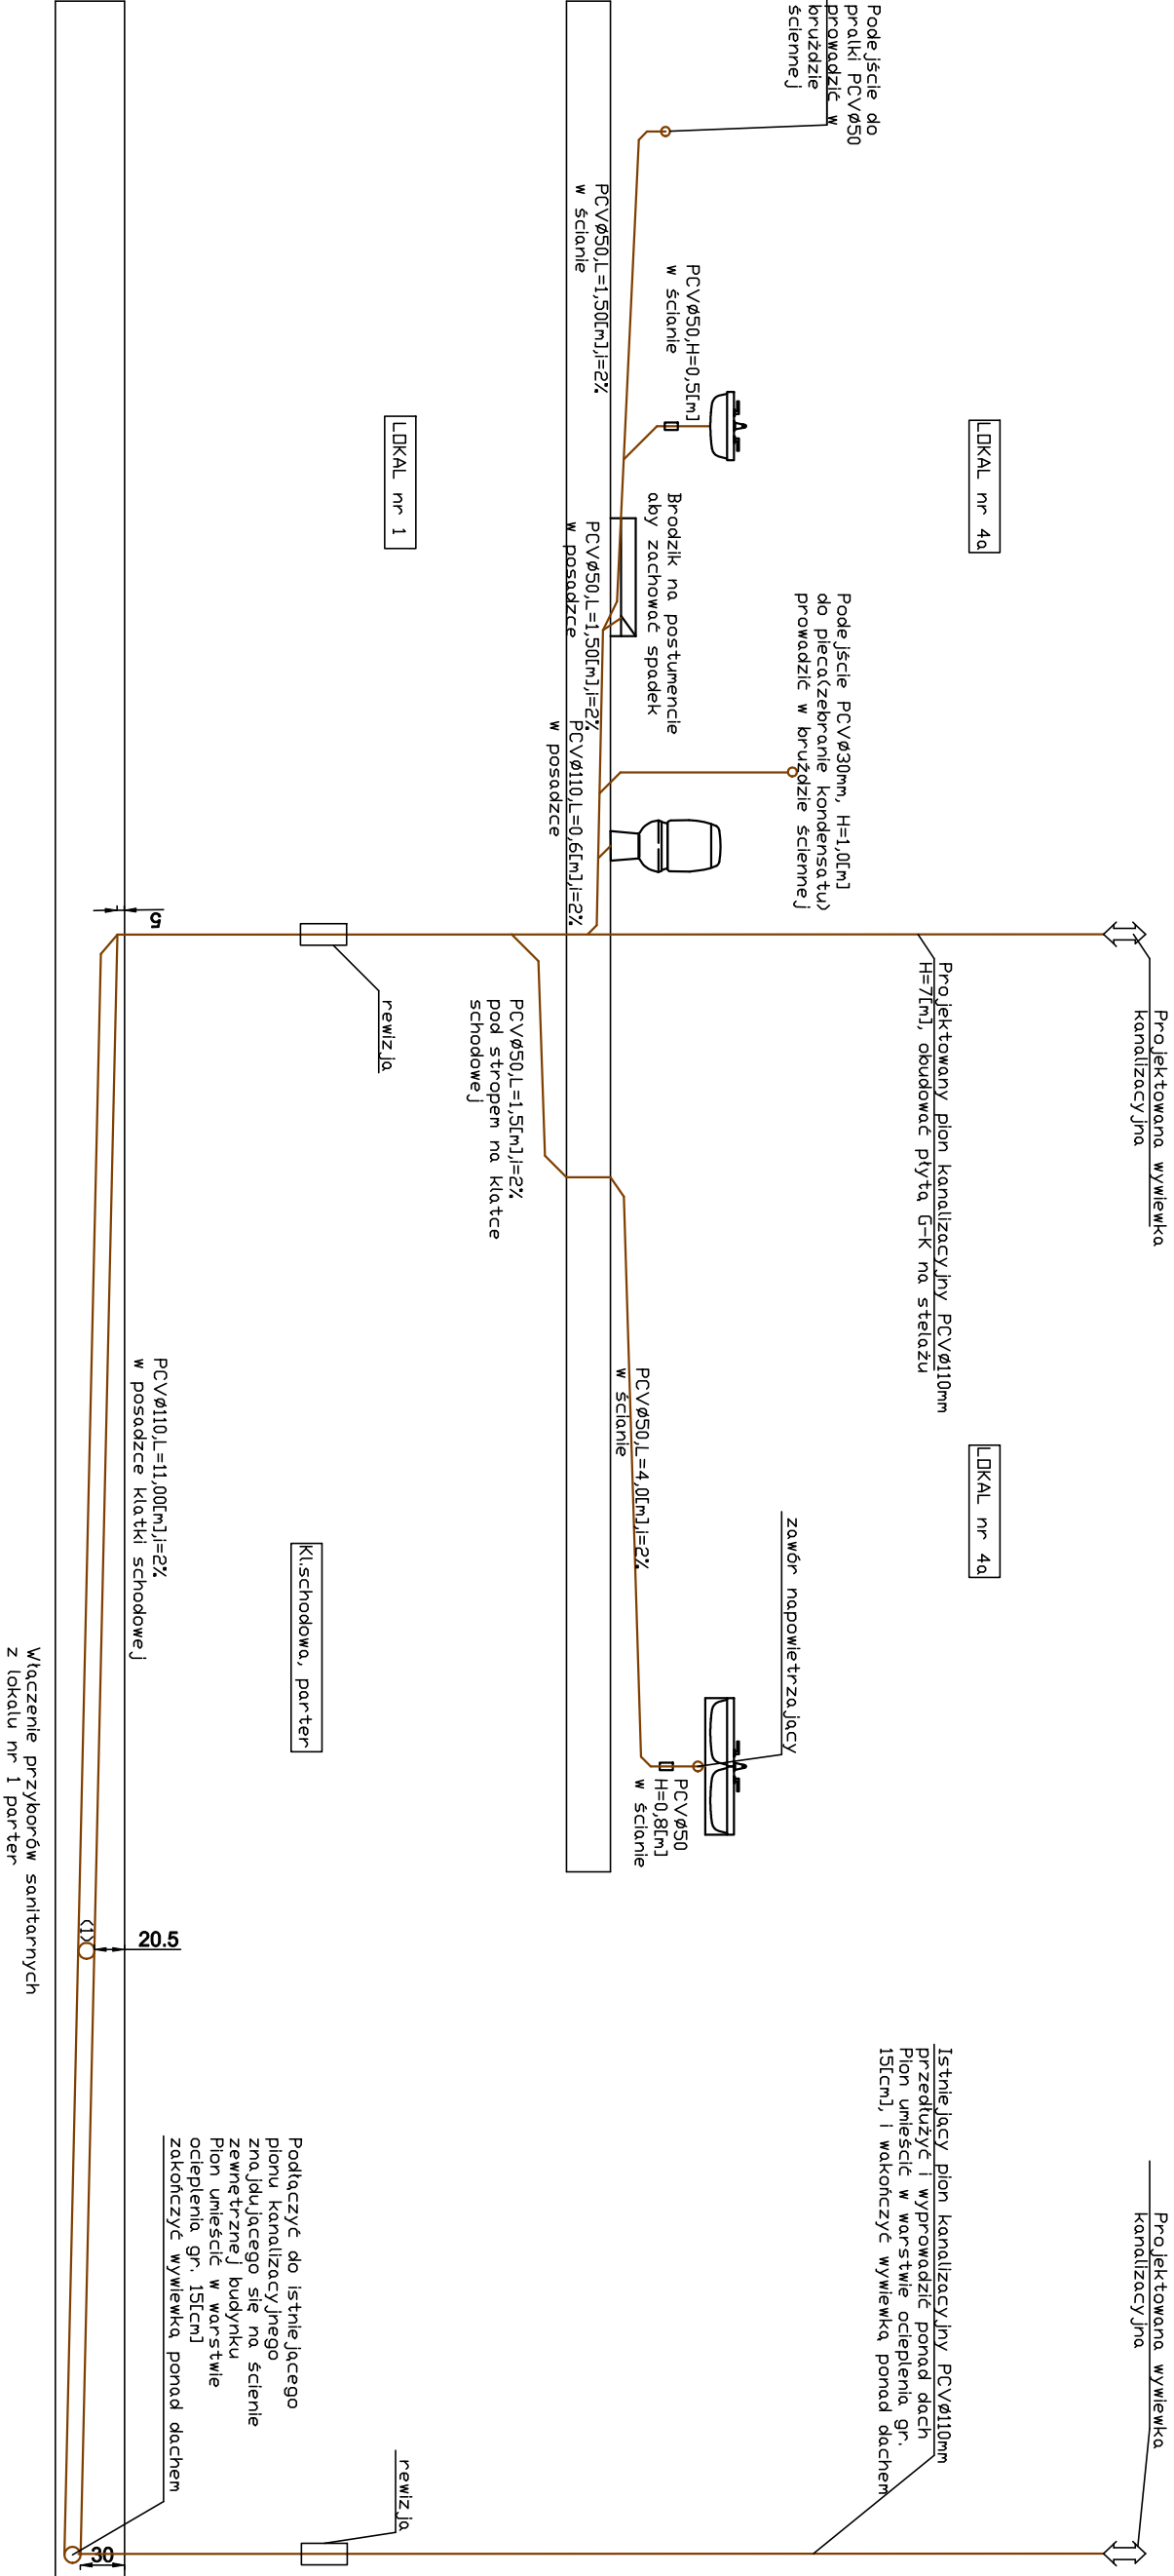 Projektowana wywiewka
kanalizacyjna
Projektowana wywiewka
kanalizacyjna
LOKAL nr 4a
LOKAL nr 4a
Projektowany pion kanalizacyjny PCVø110mm
H=7[m], obudować płytą G-K na stelażu
Istniejący pion kanalizacyjny PCVø110mm
przedłużyć i wyprowadzić ponad dach
Pion umieścić w warstwie ocieplenia gr.
15[cm], i wakończyć wywiewką ponad dachem
Podejście do
pralki PCVø50
prowadzić w
bruździe
ściennej
Podejście PCVø30mm, H=1,0[m]
do pieca(zebranie kondensatu)
prowadzić w bruździe ściennej
zawór napowietrzający
PCVø50,H=0,5[m]
w ścianie
Brodzik na postumencie
aby zachować spadek
PCVø50
H=0,8[m]
w ścianie
PCVø50,L=4,0[m],i=2%
w ścianie
PCVø50,L=1,50[m],i=2%
w ścianie
PCVø50,L=1,50[m],i=2%
w posadzce
PCVø110,L=0,6[m],i=2%
w posadzce
PCVø50,L=1,5[m],i=2%
pod stropem na klatce
schodowej
LOKAL nr 1
rewizja
rewizja
Kl.schodowa, parter
Podłączyć do istniejącego
pionu kanalizacyjnego
znajdującego się na ścienie
zewnętrznej budynku
Pion umieścić w warstwie
ocieplenia gr. 15[cm]
zakończyć wywiewką ponad dachem
5
PCVø110,L=11,00[m],i=2%
w posadzce klatki schodowej
20.5
(1)
30
Włączenie przyborów sanitarnych
z lokalu nr 1 parter